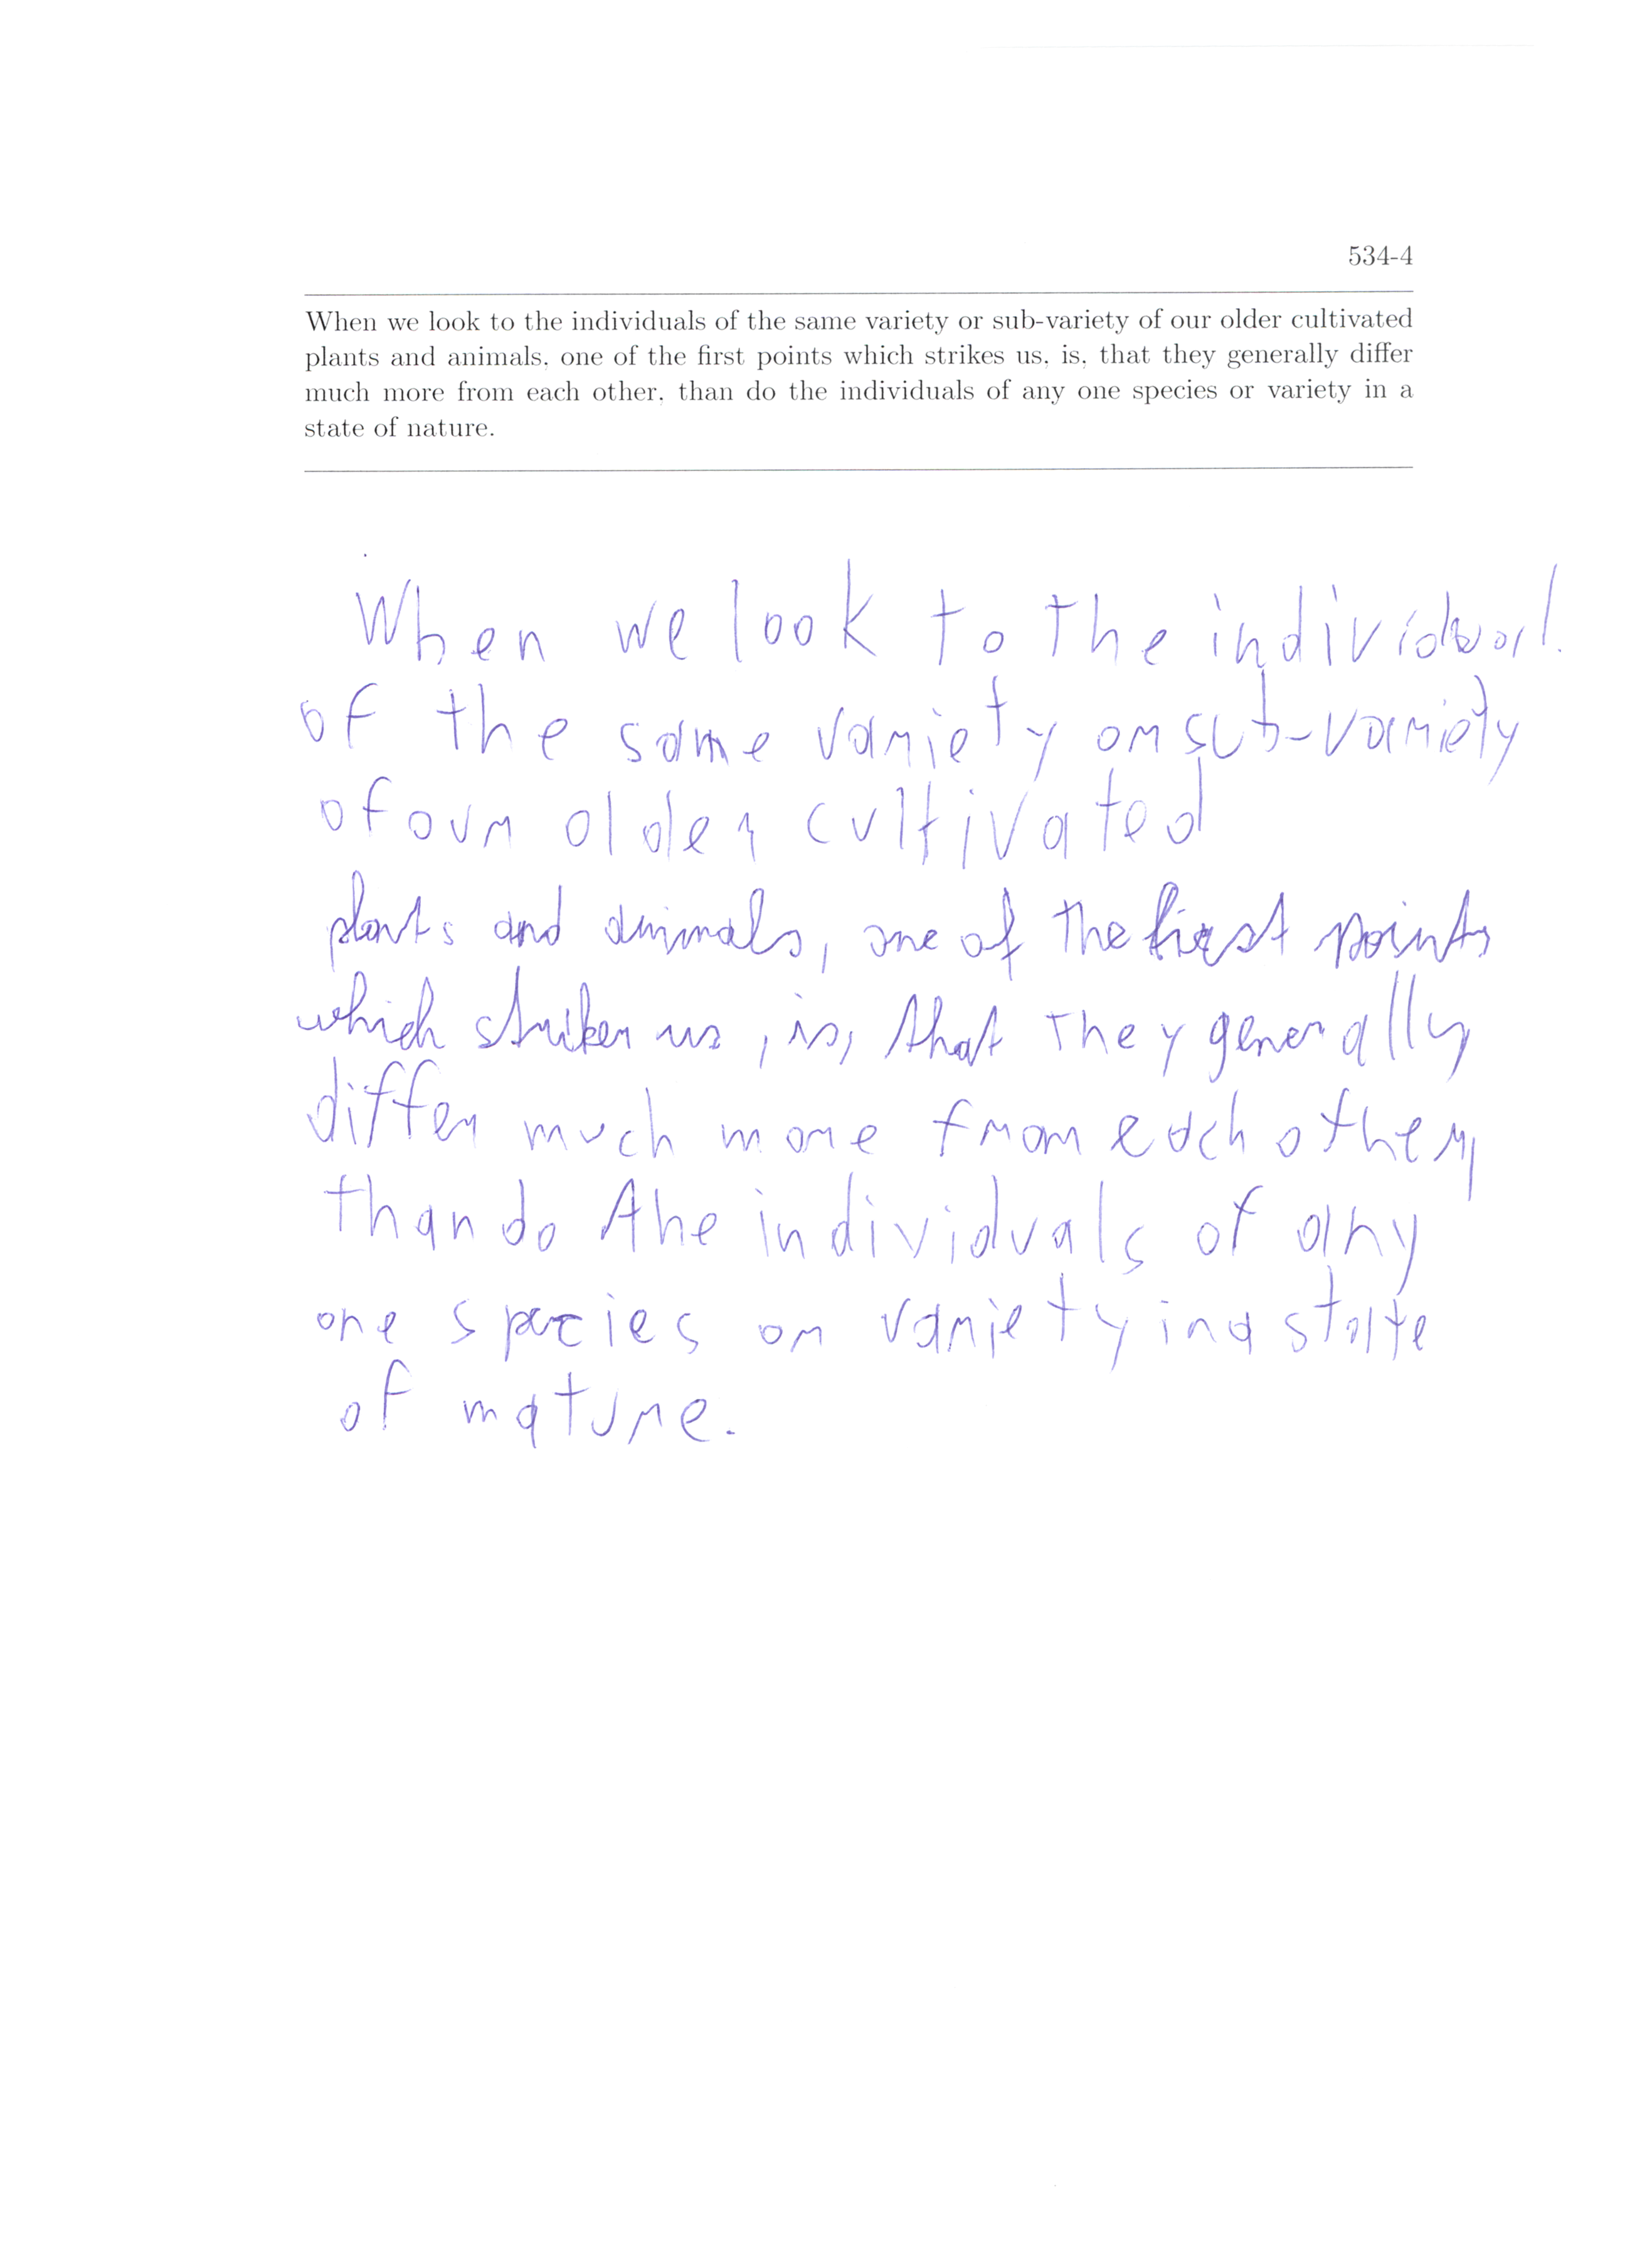 534-4
When we look to the individuals of the same variety or sub-variety of our older cultivated
plants and animals, one of the first points which strikes us, is, that they generally differ
much more from each other, than do the individuals of any one species or variety in a
state of nature.
When we look to the individual.
of the same variety or sub-variety
of our older cultivated
plants and animals, one of the first points
which strikes us, is, that they generally
differ much more from each other,
than do the individuals of any
one species or variety in a state
of nature.